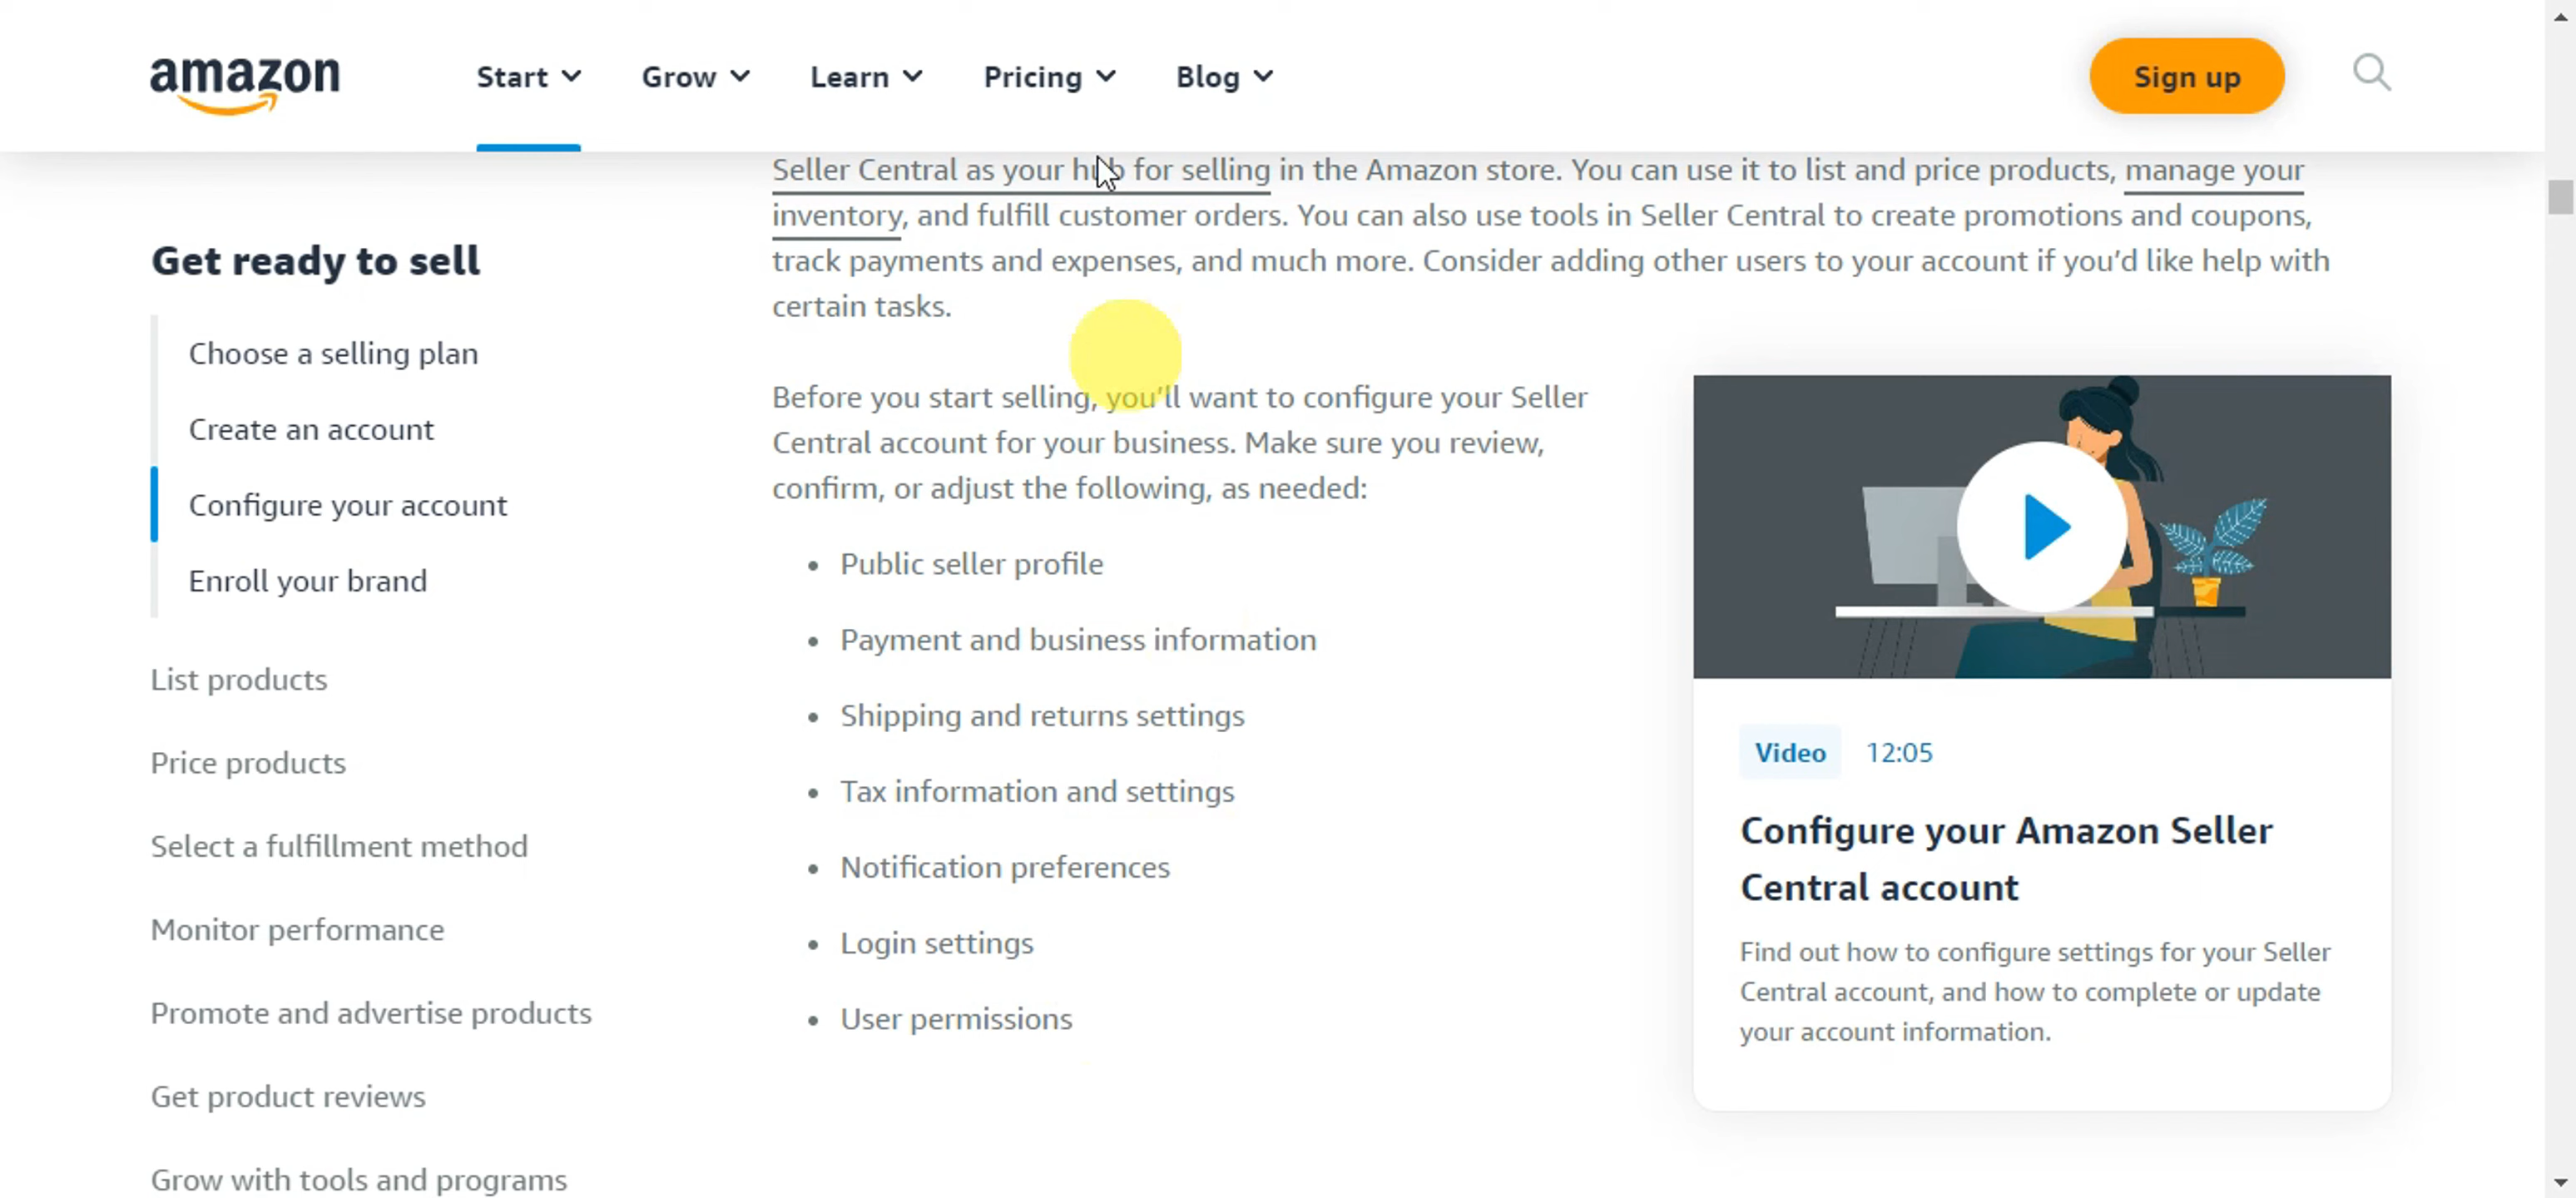 amazon
Start
Grow
Learn
Pricing
Blog
Sign up
Seller Central as your hub for selling in the Amazon store. You can use it to list and price products, manage your
inventory, and fulfill customer orders. You can also use tools in Seller Central to create promotions and coupons,
track payments and expenses, and much more. Consider adding other users to your account if you’d like help with
certain tasks.
Get ready to sell
Choose a selling plan
Create an account
Configure your account
Enroll your brand
List products
Price products
Select a fulfillment method
Monitor performance
Promote and advertise products
Get product reviews
Grow with tools and programs
Before you start selling, you’ll want to configure your Seller
Central account for your business. Make sure you review,
confirm, or adjust the following, as needed:
• Public seller profile
• Payment and business information
• Shipping and returns settings
• Tax information and settings
• Notification preferences
• Login settings
• User permissions
Video 12:05
Configure your Amazon Seller
Central account
Find out how to configure settings for your Seller
Central account, and how to complete or update
your account information.